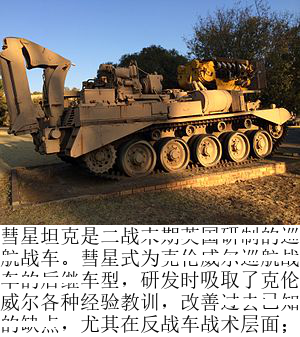 彗星坦克是二战末期英国研制的巡
航战车。彗星式为克伦威尔巡航战
车的后继车型，研发时吸取了克伦
威尔各种经验教训，改善过去已知
的缺点，尤其在反战车战术层面；